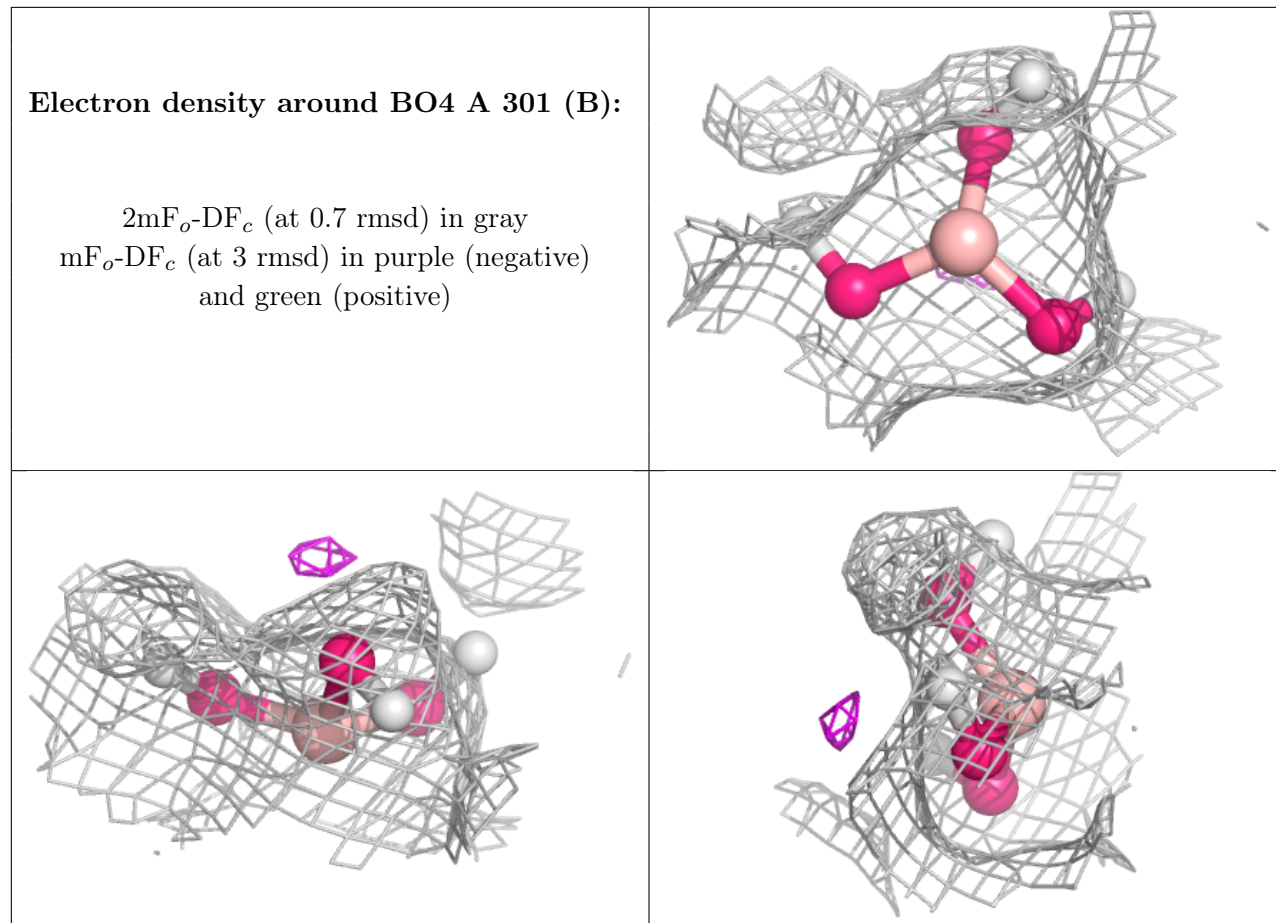 Electron density around BO4 A 301 (B):
2mFo-DFc (at 0.7 rmsd) in gray
mFo-DFc (at 3 rmsd) in purple (negative)
and green (positive)